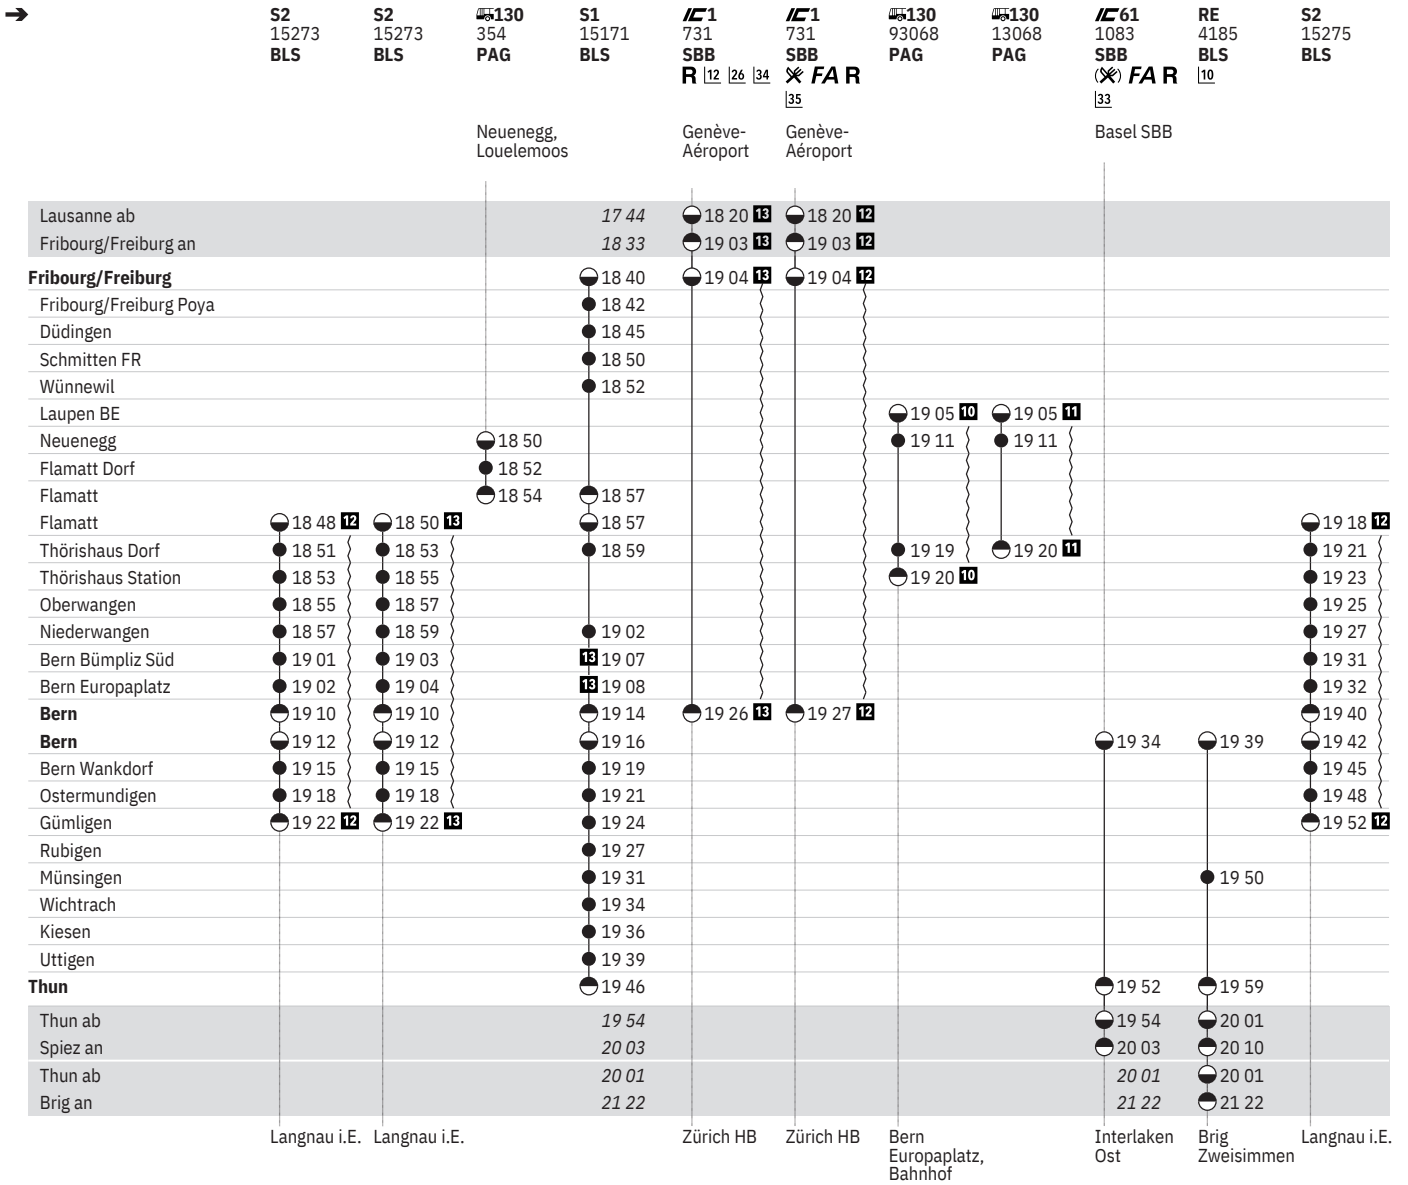 ➔ S2 S2 130 S1 IC1 IC1 130 130 IC61 RE S2
15273 15273 354 15171 731 731 93068 13068 1083 4185 15275
BLS BLS PAG BLS SBB SBB PAG PAG SBB BLS BLS
R 12 26 34 FA R FA R 10
35 33
Neuenegg, Genève- Genève- Basel SBB
Louelemoos Aéroport Aéroport
Lausanne ab 17 44 18 20 13 18 20 12
Fribourg/Freiburg an 18 33 19 03 13 19 03 12
Fribourg/Freiburg 18 40 19 04 13 19 04 12
Fribourg/Freiburg Poya 18 42
Düdingen 18 45
Schmitten FR 18 50
Wünnewil 18 52
Laupen BE 19 05 10 19 05 11
Neuenegg 18 50 19 11 19 11
Flamatt Dorf 18 52
Flamatt 18 54 18 57
Flamatt 18 48 12 18 50 13 18 57 19 18 12
Thörishaus Dorf 18 51 18 53 18 59 19 19 19 20 11 19 21
Thörishaus Station 18 53 18 55 19 20 10 19 23
Oberwangen 18 55 18 57 19 25
Niederwangen 18 57 18 59 19 02 19 27
Bern Bümpliz Süd 19 01 19 03 13 19 07 19 31
Bern Europaplatz 19 02 19 04 13 19 08 19 32
Bern 19 10 19 10 19 14 19 26 13 19 27 12 19 40
Bern 19 12 19 12 19 16 19 34 19 39 19 42
Bern Wankdorf 19 15 19 15 19 19 19 45
Ostermundigen 19 18 19 18 19 21 19 48
Gümligen 19 22 12 19 22 13 19 24 19 52 12
Rubigen 19 27
Münsingen 19 31 19 50
Wichtrach 19 34
Kiesen 19 36
Uttigen 19 39
Thun 19 46 19 52 19 59
Thun ab 19 54 19 54 20 01
Spiez an 20 03 20 03 20 10
Thun ab 20 01 20 01 20 01
Brig an 21 22 21 22 21 22
Langnau i.E. Langnau i.E. Zürich HB Zürich HB Bern Interlaken Brig Langnau i.E.
Europaplatz, Ost Zweisimmen
Bahnhof